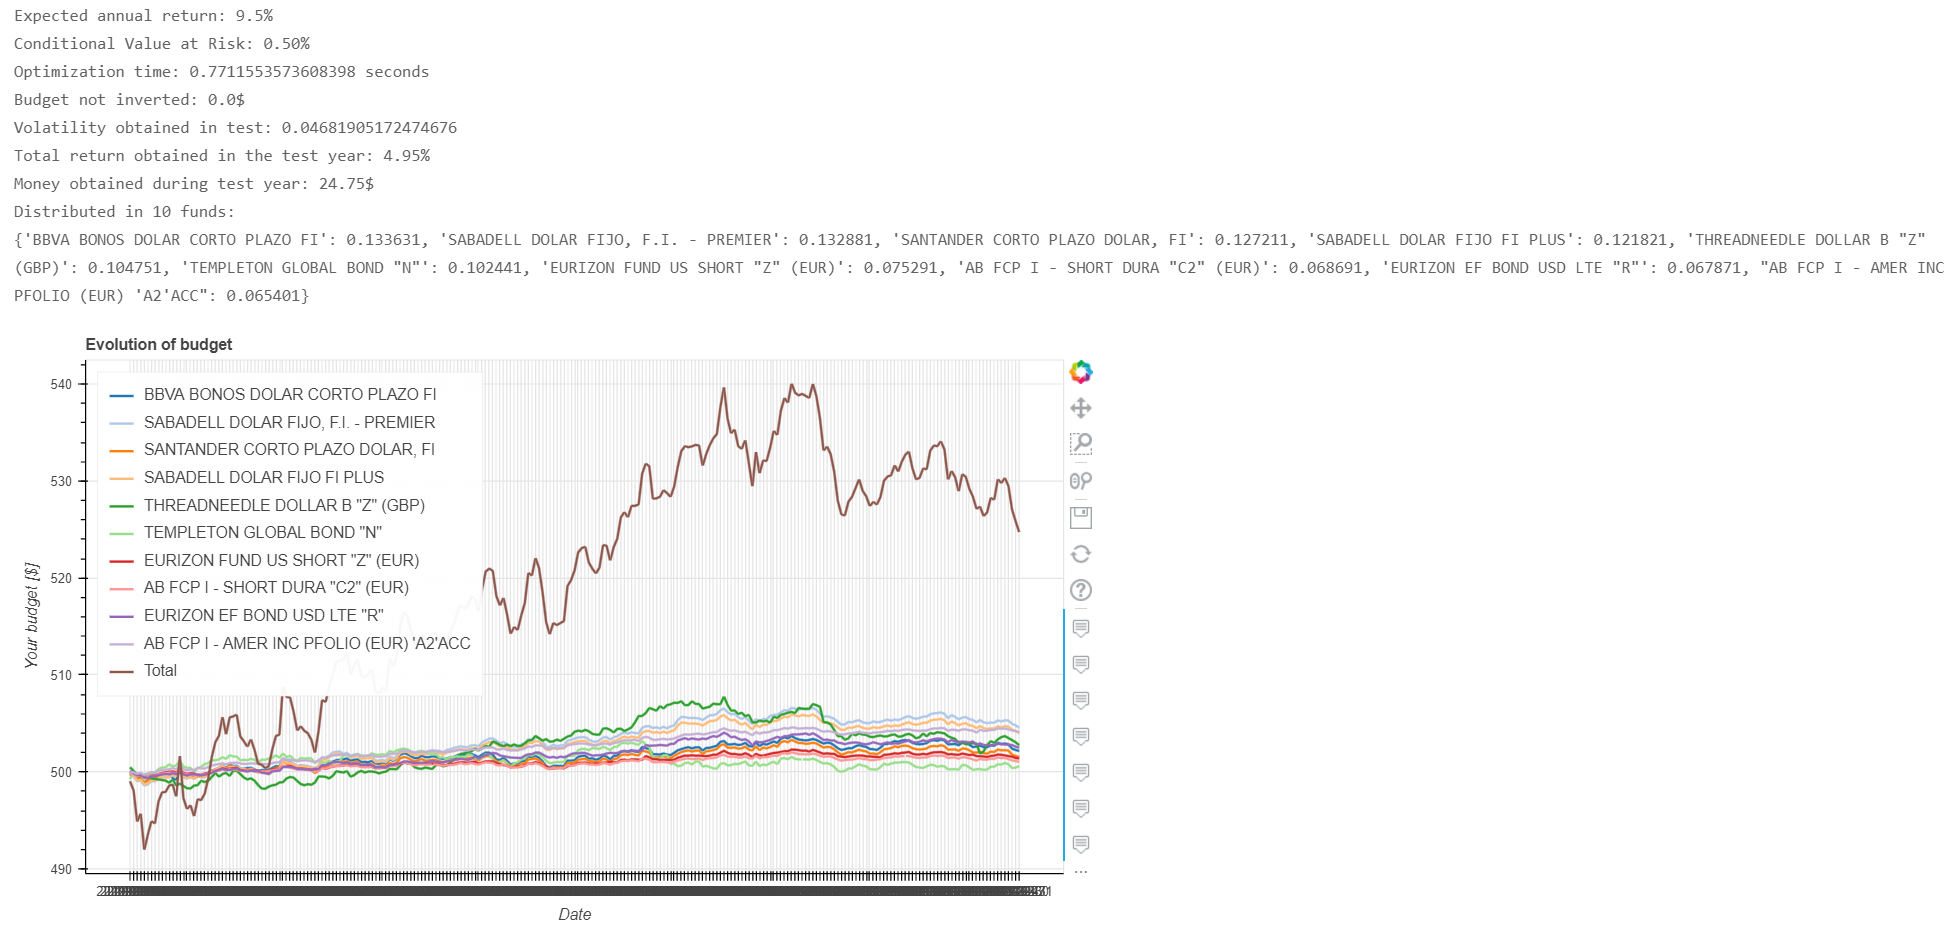 Expected annual return: 9.5%
Conditional Value at Risk: 0.50%
Optimization time: 0.7711553573608398 seconds
Budget not inverted: 0.0$
Volatility obtained in test: 0.04681905172474676
Total return obtained in the test year: 4.95%
Money obtained during test year: 24.75$
Distributed in 10 funds:
{'BBVA BONOS DOLAR CORTO PLAZO FI': 0.133631, 'SABADELL DOLAR FIJO, F.I. - PREMIER': 0.132881, 'SANTANDER CORTO PLAZO DOLAR, FI': 0.127211, 'SABADELL DOLAR FIJO FI PLUS': 0.121821, 'THREADNEEDLE DOLLAR B "Z"
(GBP)': 0.104751, 'TEMPLETON GLOBAL BOND "N"': 0.102441, 'EURIZON FUND US SHORT "Z" (EUR)': 0.075291, 'AB FCP I - SHORT DURA "C2" (EUR)': 0.068691, 'EURIZON EF BOND USD LTE "R"': 0.067871, "AB FCP I - AMER INC
PFOLIO (EUR) 'A2'ACC": 0.065401}
Evolution of budget
540
530
520
510
500
490
Your budget [$]
BBVA BONOS DOLAR CORTO PLAZO FI
SABADELL DOLAR FIJO, F.I. - PREMIER
SANTANDER CORTO PLAZO DOLAR, FI
SABADELL DOLAR FIJO FI PLUS
THREADNEEDLE DOLLAR B "Z" (GBP)
TEMPLETON GLOBAL BOND "N"
EURIZON FUND US SHORT "Z" (EUR)
AB FCP I - SHORT DURA "C2" (EUR)
EURIZON EF BOND USD LTE "R"
AB FCP I - AMER INC PFOLIO (EUR) 'A2'ACC
Total
Date